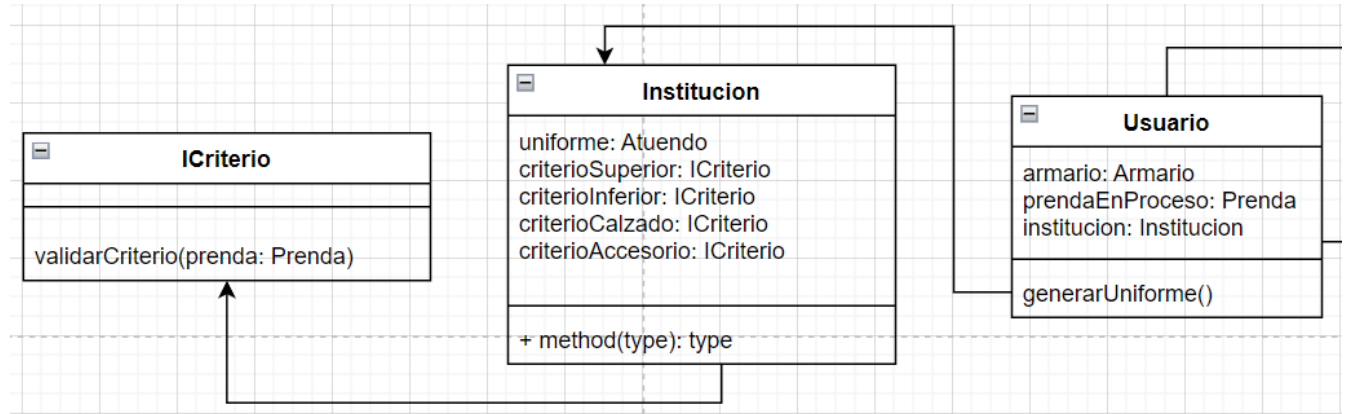 ICriterio
validarCriterio(prenda: Prenda)
Institucion
uniforme: Atuendo
criterioSuperior: ICriterio
criterioInferior: ICriterio
criterioCalzado: ICriterio
criterioAccesorio: ICriterio
+ method(type): type
Usuario
armario: Armario
prendaEnProceso: Prenda
institucion: Institucion
generarUniforme()